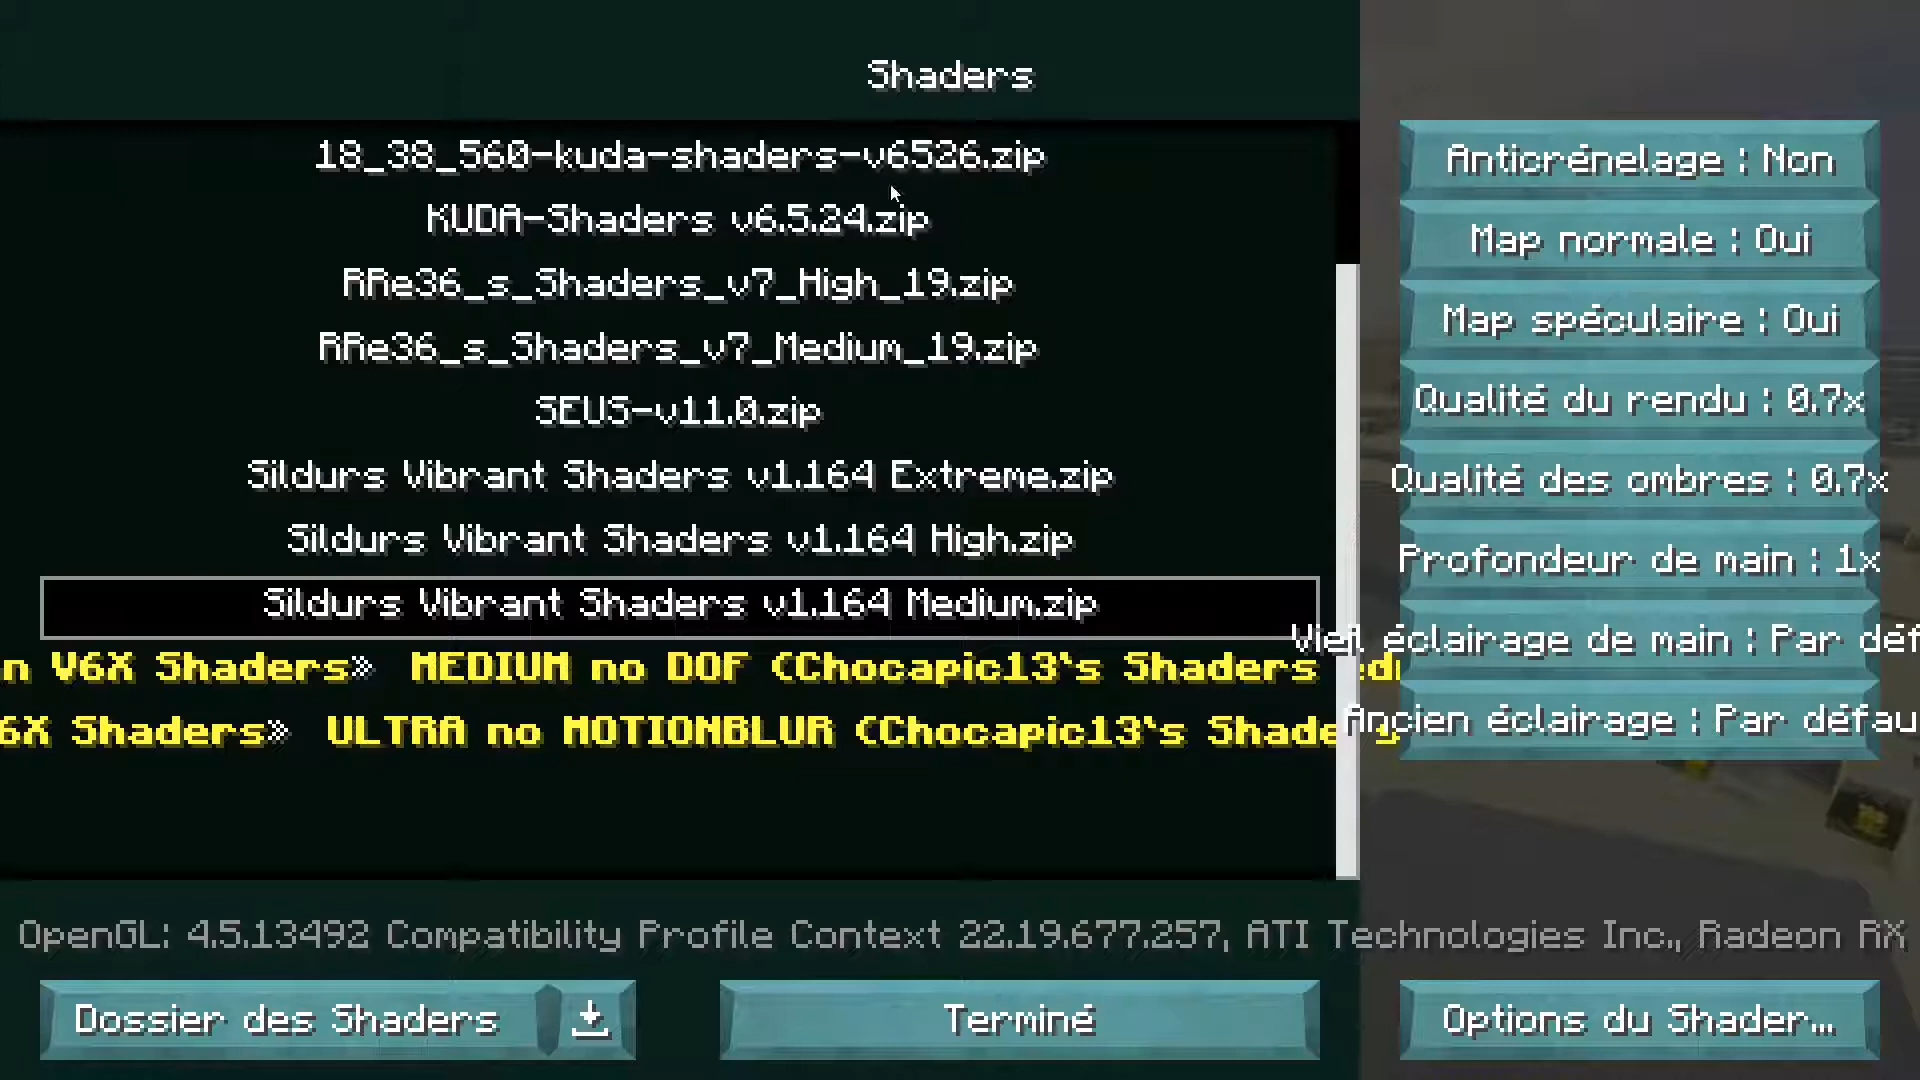 Shaders
18_38_560-kuda-shaders-v6526.zip
KUDA-Shaders v6.5.24.zip
RRe36_s_Shaders_v7_High_19.zip
RRe36_s_Shaders_v7_Medium_19.zip
SEUS-v11.0.zip
Sildurs Vibrant Shaders v1.164 Extreme.zip
Sildurs Vibrant Shaders v1.164 High.zip
Sildurs Vibrant Shaders v1.164 Medium.zip
n V6X Shaders» MEDIUM no DOF (Chocapic13's Shaders edi
6X Shaders» ULTRA no MOTIONBLUR (Chocapic13's Shade
Anticrénelage : Non
Map normale : Oui
Map spéculaire : Oui
Qualité du rendu : 0.7x
Qualité des ombres : 0.7x
Profondeur de main : 1x
Vieil éclairage de main : Par déf
Ancien éclairage : Par défau
OpenGL: 4.5.13492 Compatibility Profile Context 22.19.677.257, ATI Technologies Inc., Radeon RX
Dossier des Shaders
Terminé
Options du Shader...